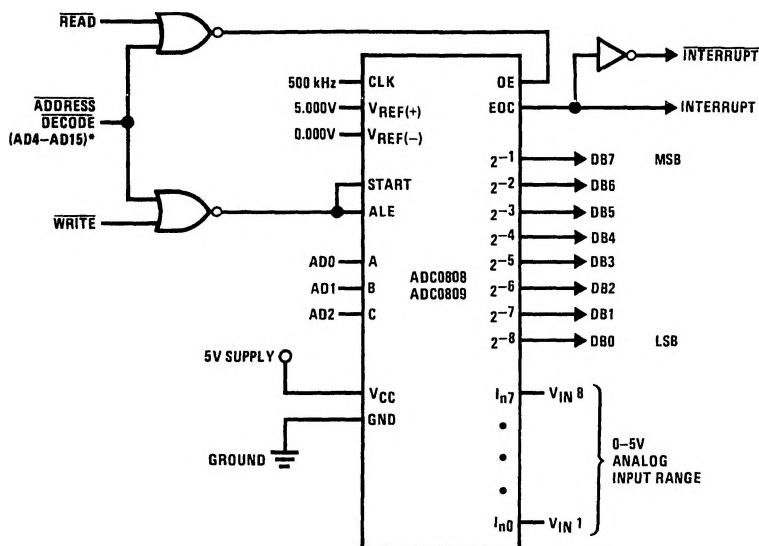 READ
ADDRESS
DECODE
(AD4–AD15)*
WRITE
500 kHz
5.000V
0.000V
CLK
VREF(+)
VREF(−)
START
ALE
AD0
AD1
AD2
A
B
C
5V SUPPLY
VCC
GND
GROUND
ADC0808
ADC0809
OE
EOC
INTERRUPT
INTERRUPT
2−1 DB7 MSB
2−2 DB6
2−3 DB5
2−4 DB4
2−5 DB3
2−6 DB2
2−7 DB1
2−8 DB0 LSB
In7 VIN 8
In0 VIN 1
0–5V
ANALOG
INPUT RANGE